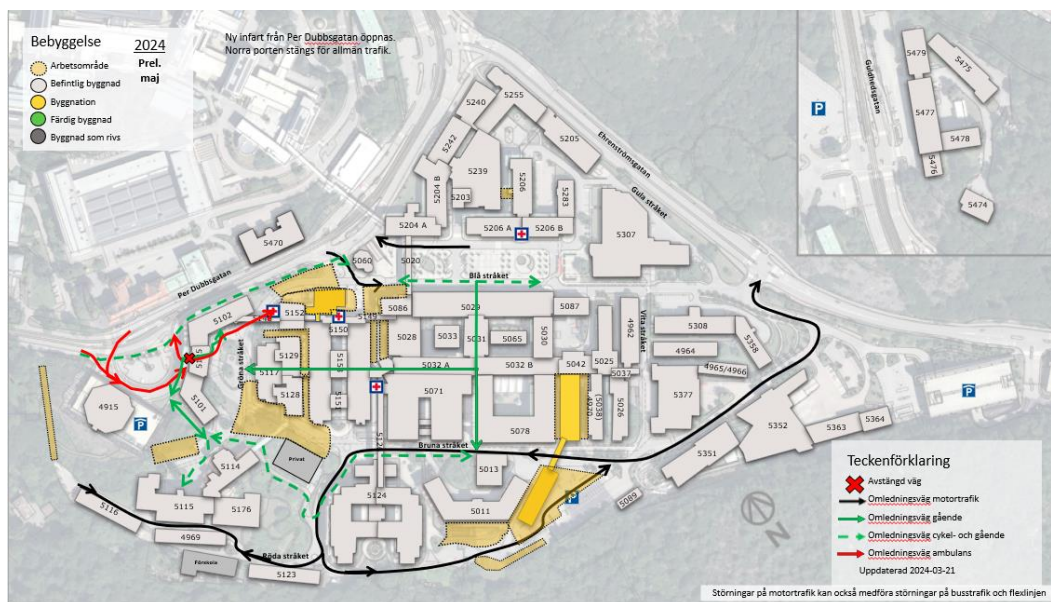 Bebyggelse
2024
Prel.
maj
Arbetsområde
Befintlig byggnad
Byggnation
Färdig byggnad
Byggnad som rivs
Ny infart från Per Dubbsgatan öppnas.
Norra porten stängs för allmän trafik.
5479
5475
5477
5478
5476
5474
Guldhedsgatan
P
5255
5240
5205
5242
5239
5204 B
5203
5206
5283
5204 A
5206 A
5206 B
5307
Ehrenströmsgatan
Gula stråket
5470
5060
5020
Blå stråket
Per Dubbsgatan
5102
5152
5150
5086
5029
5087
5028
5033
5031
5065
5030
4962
Vita stråket
5308
5358
4964
4965/4966
5129
5117
5128
Gröna stråket
5032 A
5032 B
5042
5025
5037
5071
5078
4970
(5038)
5026
5377
5101
4915
P
5352
5363
5364
P
5351
Bruna stråket
Privat
5114
5115
5176
5116
4969
Förskola
5123
Röda stråket
5124
5013
5011
P
5089
N
Teckenförklaring
Avstängd väg
Omledningsväg motortrafik
Omledningsväg gående
Omledningsväg cykel- och gående
Omledningsväg ambulans
Uppdaterad 2024-03-21
Störningar på motortrafik kan också medföra störningar på busstrafik och flexlinjen